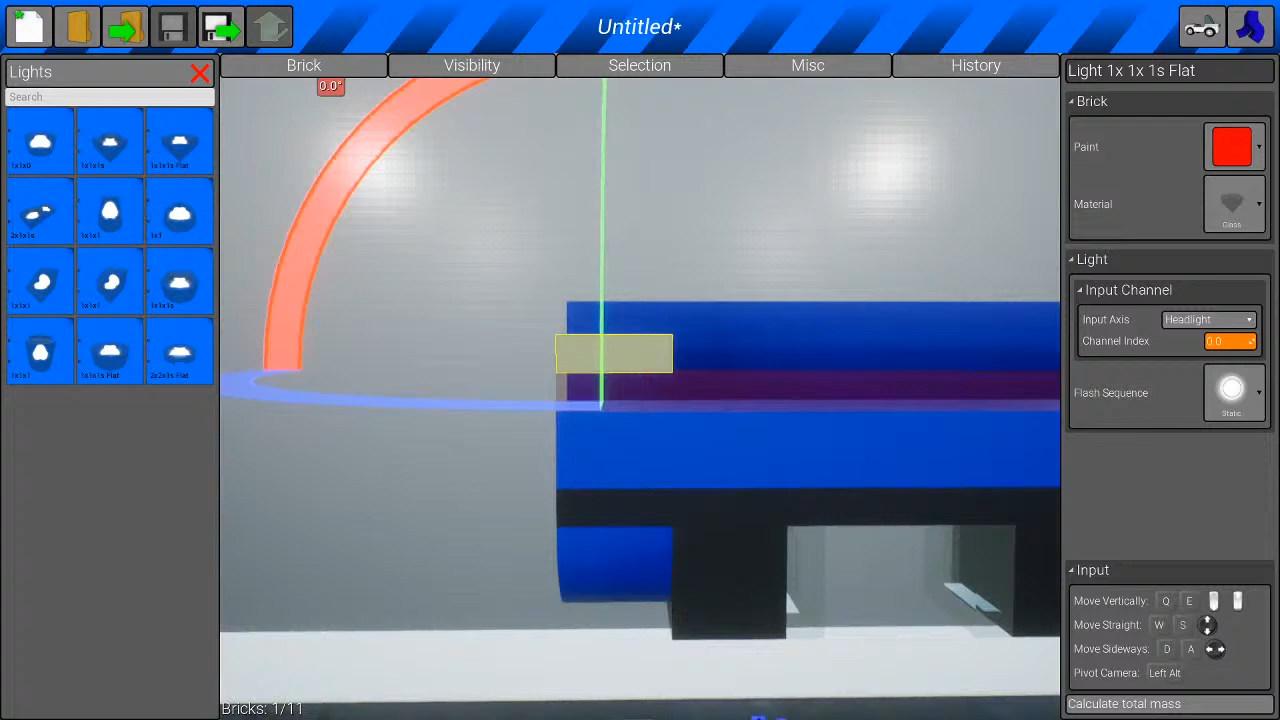 Untitled*
Lights
Search
1x1x0
1x1x1s
1x1x1s Flat
2x1x1s
1x1x1
1x1
1x1x1
1x1x1
1x1x1s
1x1x1
1x1x1s Flat
2x2x1s Flat
Brick
Visibility
Selection
Misc
History
0.0°
Bricks: 1/11
Light 1x 1x 1s Flat
Brick
Paint
Material
Glass
Light
Input Channel
Input Axis
Headlight
Channel Index
0.0
Flash Sequence
Static
Input
Move Vertically: Q E
Move Straight: W S
Move Sideways: D A
Pivot Camera: Left Alt
Calculate total mass